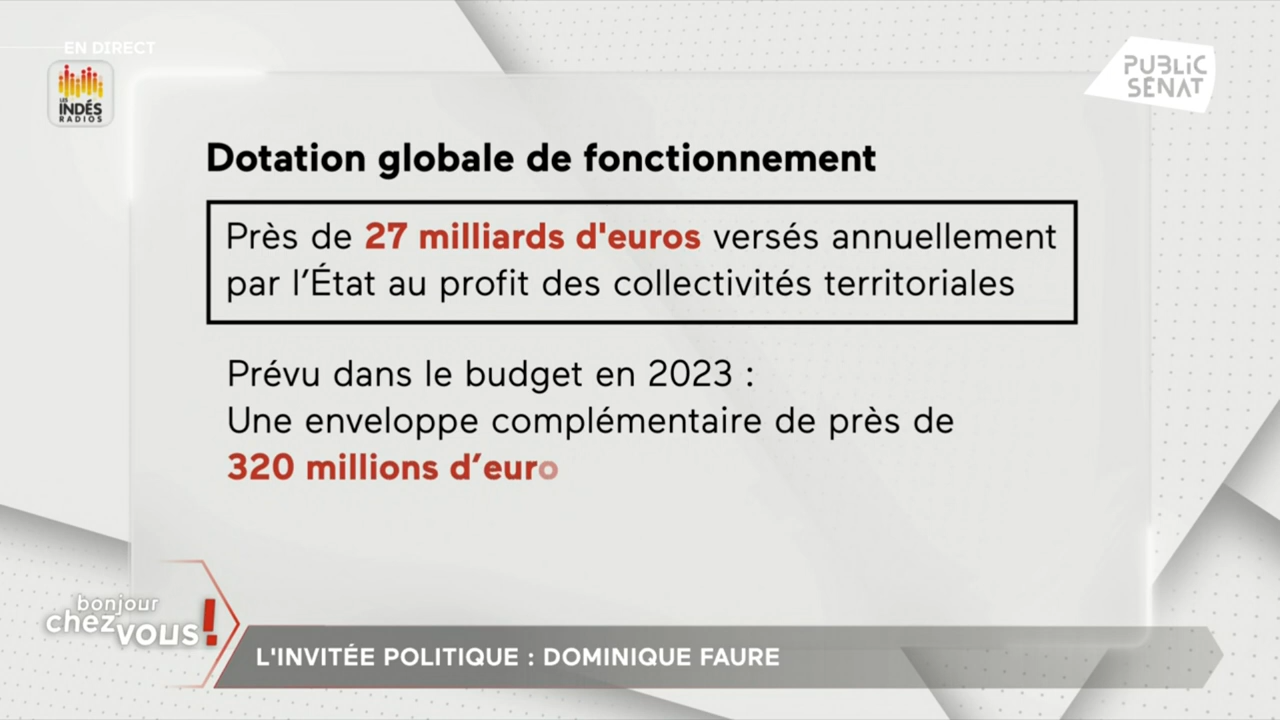 EN DIRECT
LES
INDÉS
RADIOS
PUBLIC
SÉNAT
Dotation globale de fonctionnement
Près de 27 milliards d'euros versés annuellement
par l’État au profit des collectivités territoriales
Prévu dans le budget en 2023 :
Une enveloppe complémentaire de près de
320 millions d’euro
bonjour
chez
vous!
L'INVITÉE POLITIQUE : DOMINIQUE FAURE